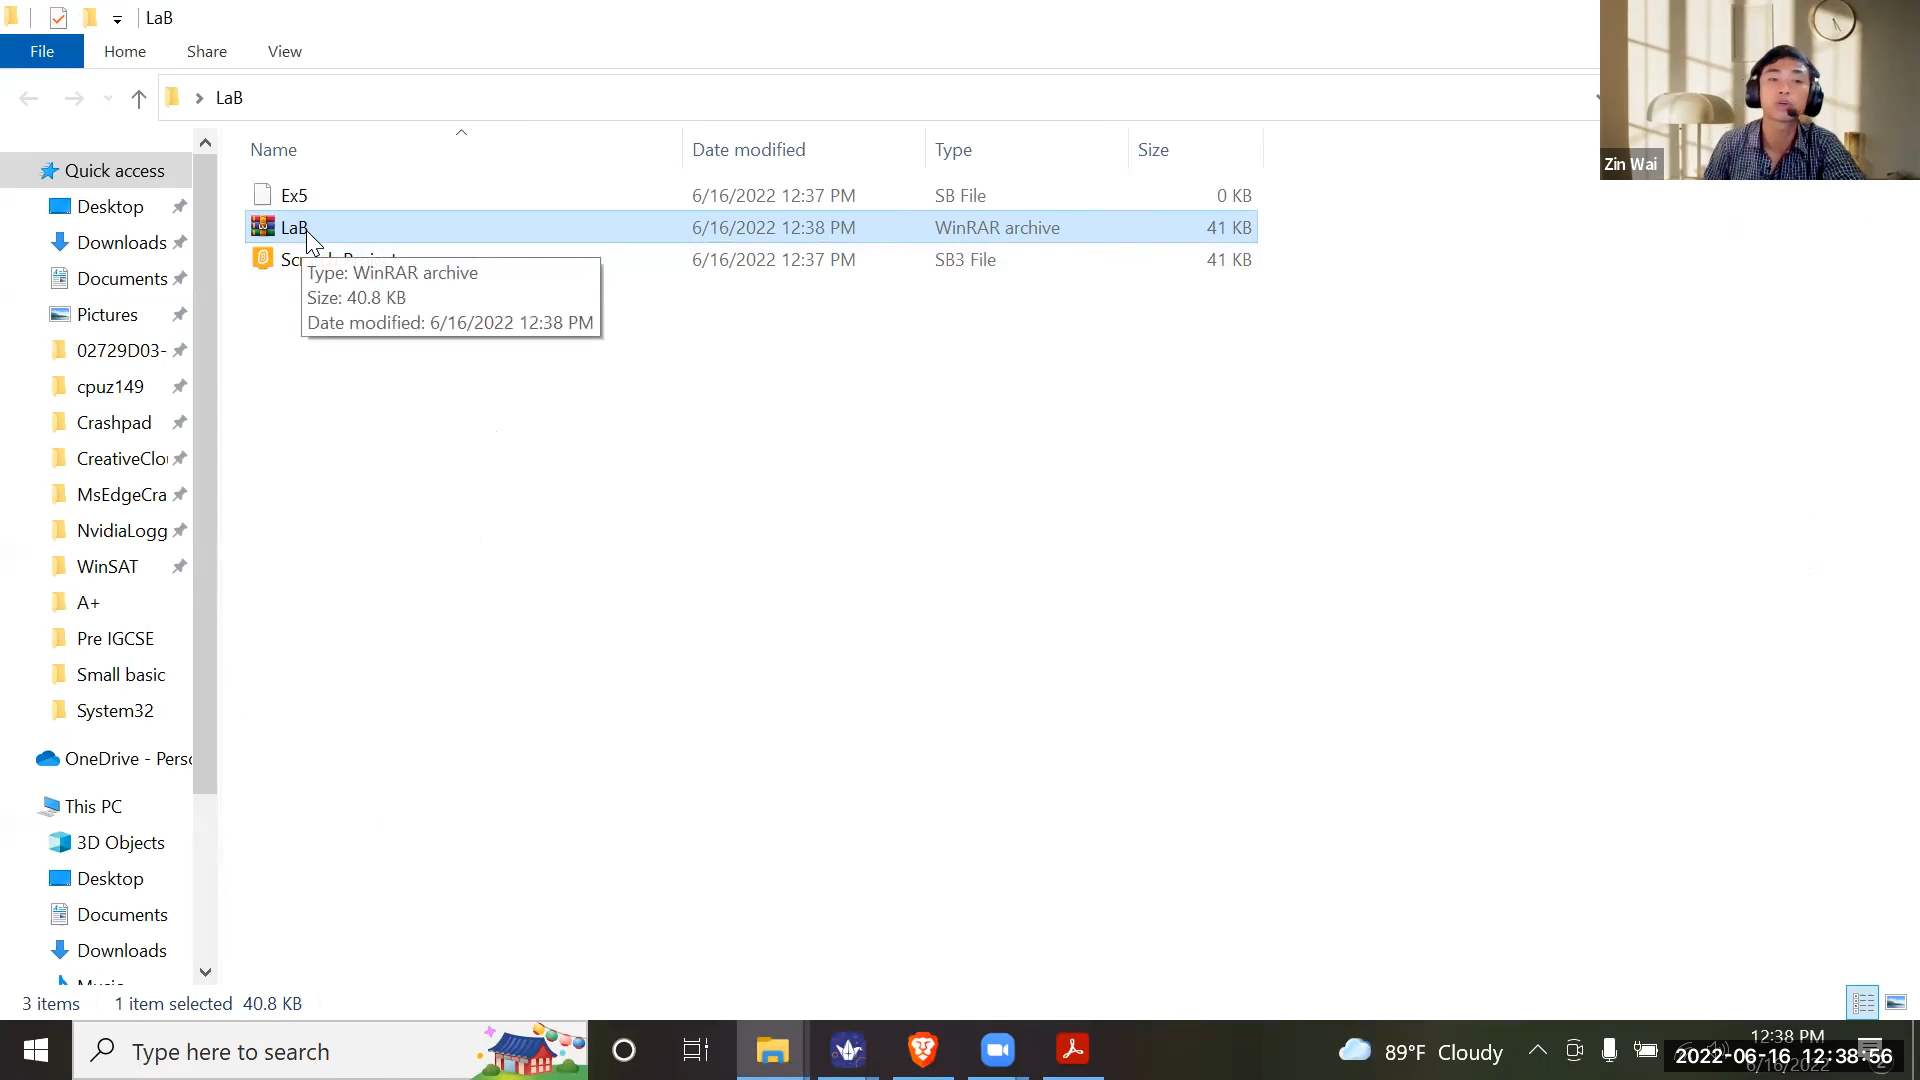 LaB
File Home Share View
LaB
Name Date modified Type Size
Ex5 6/16/2022 12:37 PM SB File 0 KB
LaB 6/16/2022 12:38 PM WinRAR archive 41 KB
6/16/2022 12:37 PM SB3 File 41 KB
Type: WinRAR archive
Size: 40.8 KB
Date modified: 6/16/2022 12:38 PM
Quick access
Desktop
Downloads
Documents
Pictures
02729D03-
cpuz149
Crashpad
CreativeClo
MsEdgeCra
NvidiaLogg
WinSAT
A+
Pre IGCSE
Small basic
System32
OneDrive - Perso
This PC
3D Objects
Desktop
Documents
Downloads
Music
3 items 1 item selected 40.8 KB
Zin Wai
Type here to search
89°F Cloudy
12:38 PM
6/16/2022
2022-06-16 12:38:56